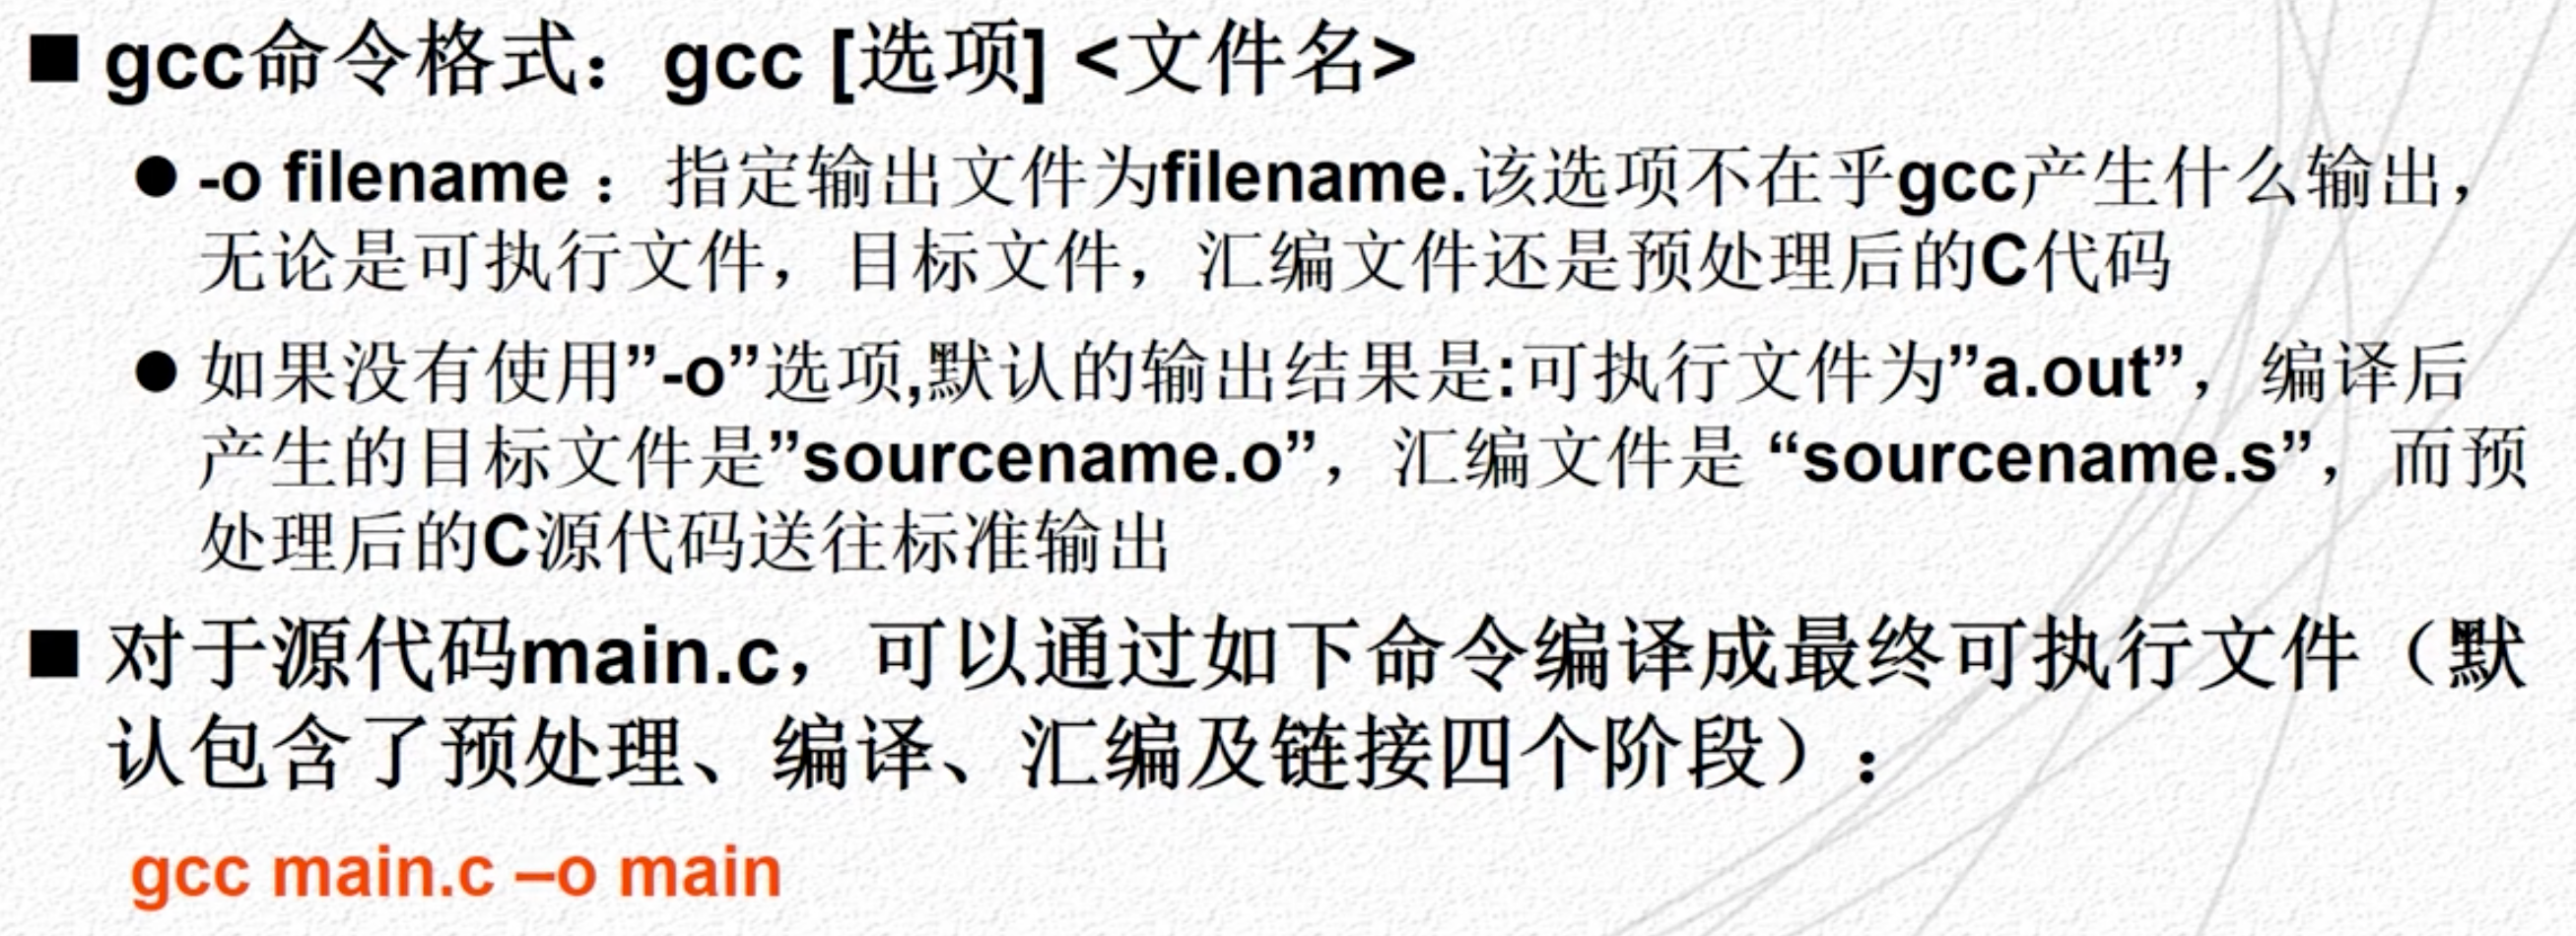 ■ gcc命令格式：gcc [选项] <文件名>
● -o filename ： 指定输出文件为filename.该选项不在乎gcc产生什么输出，
无论是可执行文件，目标文件，汇编文件还是预处理后的C代码
● 如果没有使用”-o”选项,默认的输出结果是:可执行文件为”a.out”，编译后
产生的目标文件是”sourcename.o”，汇编文件是 “sourcename.s”，而预
处理后的C源代码送往标准输出
■ 对于源代码main.c，可以通过如下命令编译成最终可执行文件（默
认包含了预处理、编译、汇编及链接四个阶段）：
gcc main.c –o main